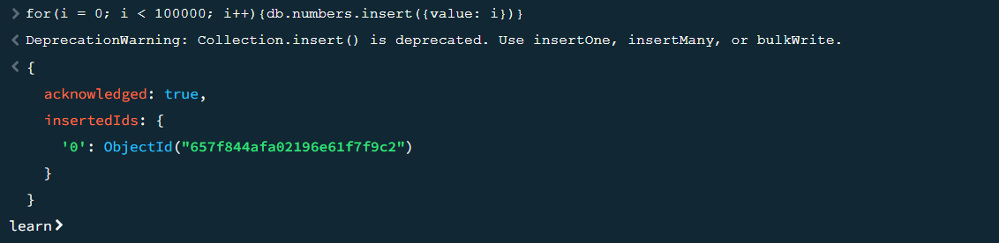 > for(i = 0; i < 100000; i++){db.numbers.insert({value: i})}
< DeprecationWarning: Collection.insert() is deprecated. Use insertOne, insertMany, or bulkWrite.
< {
acknowledged: true,
insertedIds: {
'0': ObjectId("657f844afa02196e61f7f9c2")
}
}
learn>